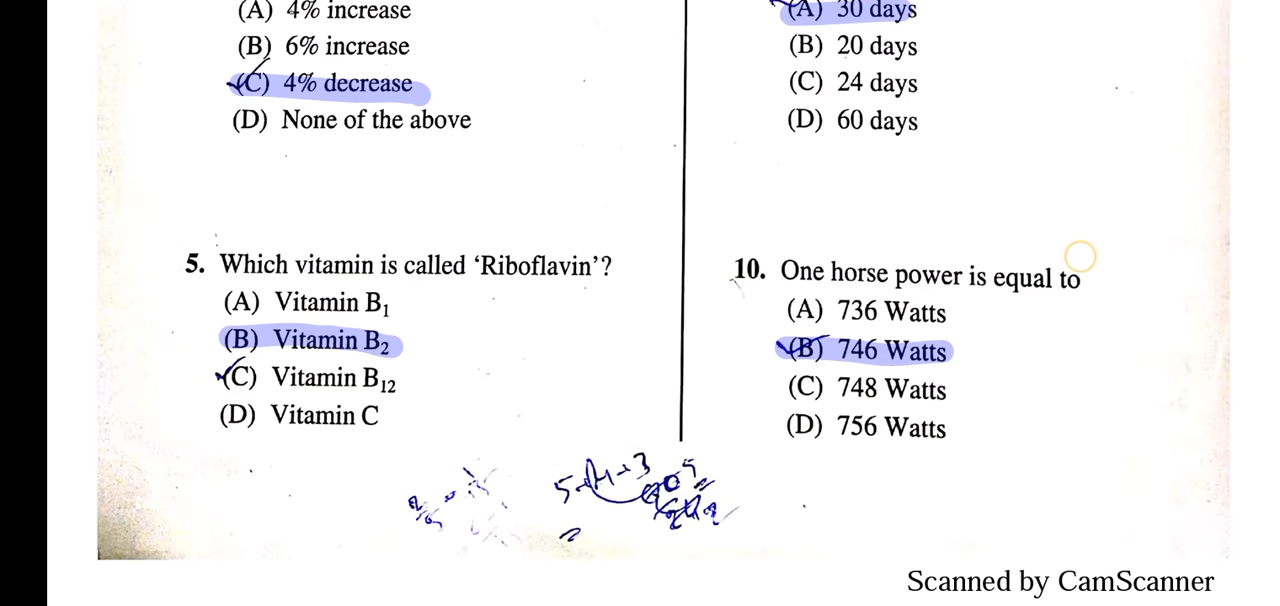 (A) 4% increase
(B) 6% increase
(C) 4% decrease
(D) None of the above
5. Which vitamin is called ‘Riboflavin’?
(A) Vitamin B₁
(B) Vitamin B₂
(C) Vitamin B₁₂
(D) Vitamin C
(A) 30 days
(B) 20 days
(C) 24 days
(D) 60 days
10. One horse power is equal to
(A) 736 Watts
(B) 746 Watts
(C) 748 Watts
(D) 756 Watts
Scanned by CamScanner